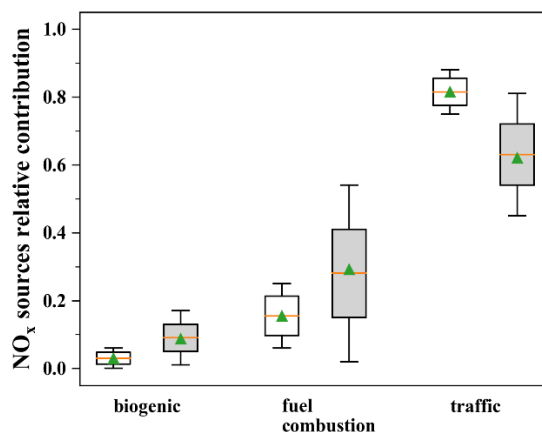 NOx sources relative contribution
1.0
0.8
0.6
0.4
0.2
0.0
biogenic
fuel
combustion
traffic